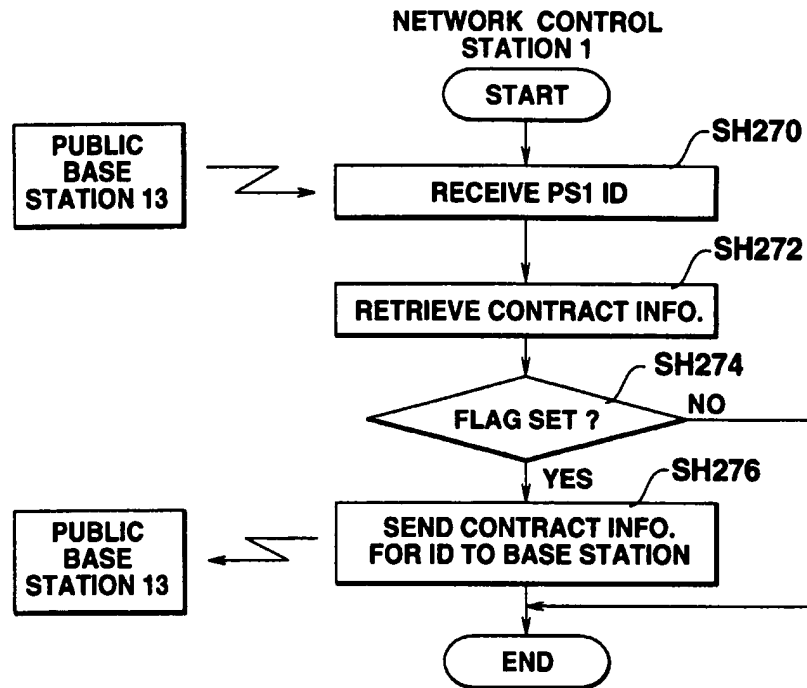 NETWORK CONTROL
STATION 1
START
SH270
PUBLIC
BASE
STATION 13
RECEIVE PS1 ID
SH272
RETRIEVE CONTRACT INFO.
SH274
FLAG SET ?
NO
YES
SH276
PUBLIC
BASE
STATION 13
SEND CONTRACT INFO.
FOR ID TO BASE STATION
END